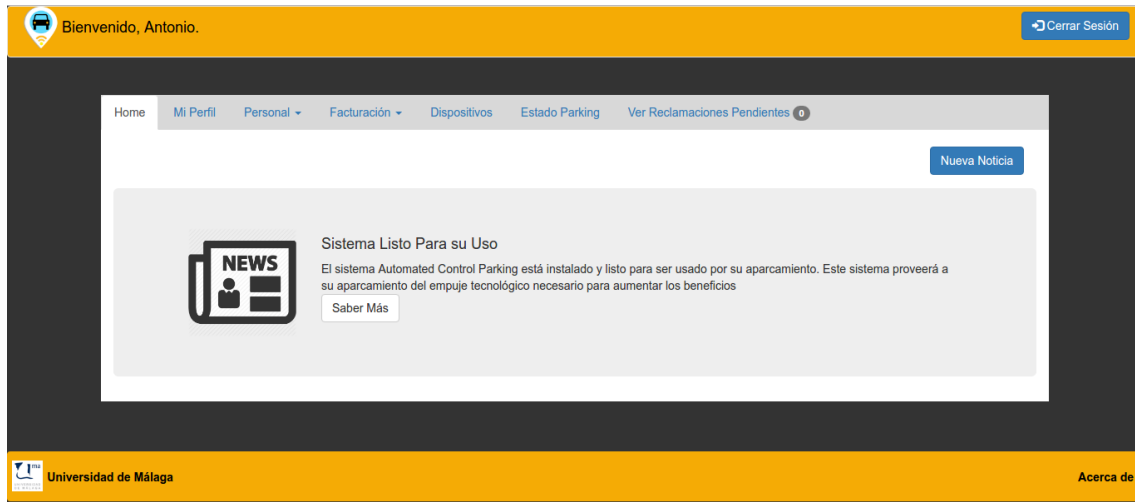 Bienvenido, Antonio.
Cerrar Sesión
Home Mi Perfil Personal Facturación Dispositivos Estado Parking Ver Reclamaciones Pendientes 0
Nueva Noticia
NEWS
Sistema Listo Para su Uso
El sistema Automated Control Parking está instalado y listo para ser usado por su aparcamiento. Este sistema proveerá a
su aparcamiento del empuje tecnológico necesario para aumentar los beneficios
Saber Más
uma
Universidad de Málaga
Acerca de